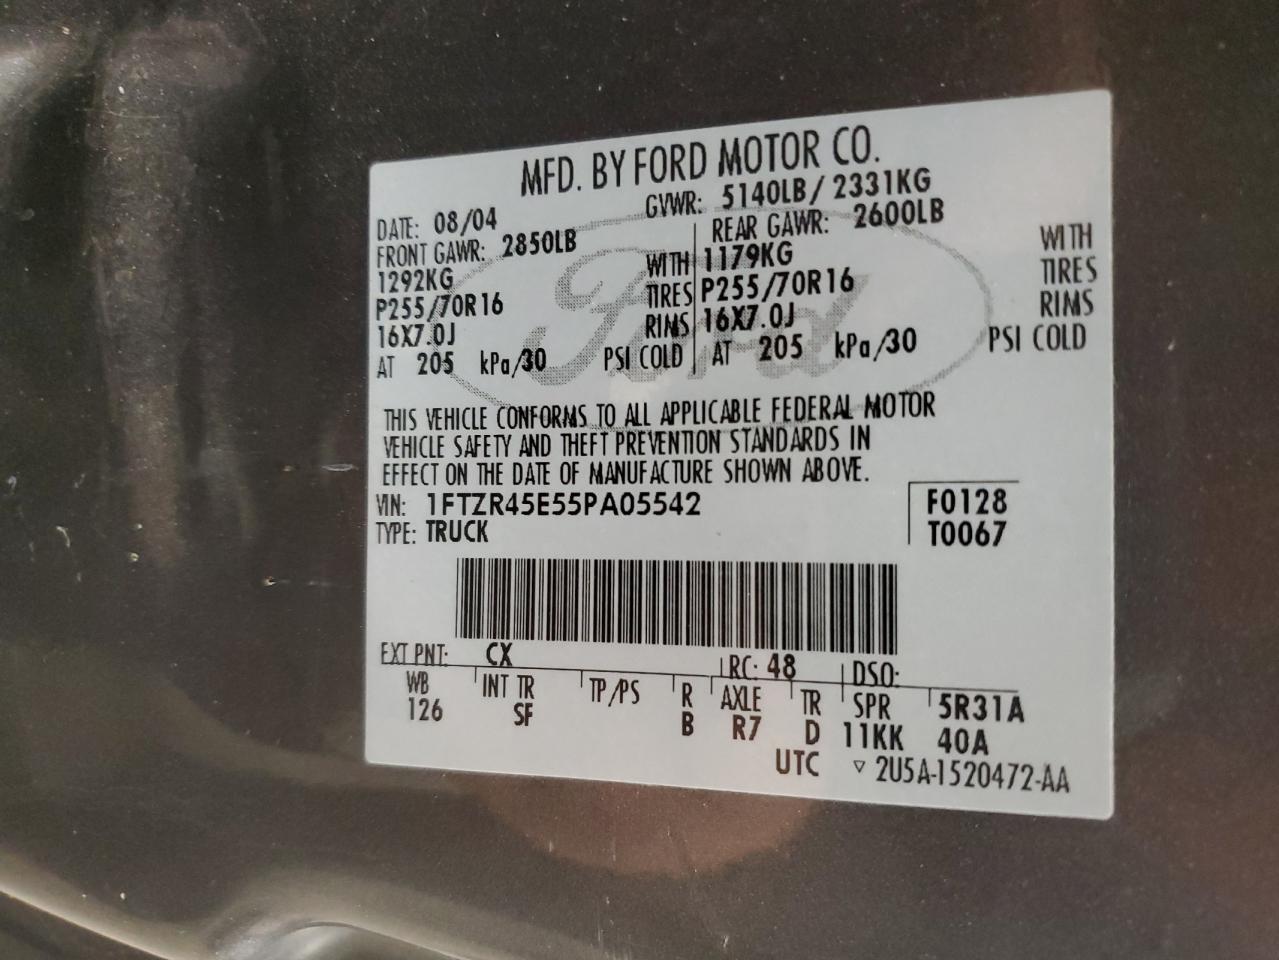 MFD. BY FORD MOTOR CO.
DATE: 08/04 GVWR: 5140LB / 2331KG
FRONT GAWR: 2850LB REAR GAWR: 2600LB
1292KG WITH 1179KG WITH
P255/70R16 TIRES P255/70R16 TIRES
16X7.0J RIMS 16X7.0J RIMS
AT 205 kPa/30 PSI COLD AT 205 kPa/30 PSI COLD
Ford
THIS VEHICLE CONFORMS TO ALL APPLICABLE FEDERAL MOTOR
VEHICLE SAFETY AND THEFT PREVENTION STANDARDS IN
EFFECT ON THE DATE OF MANUFACTURE SHOWN ABOVE.
VIN: 1FTZR45E55PA05542 F0128
TYPE: TRUCK T0067
EXT PNT: CX RC: 48 DSO:
WB INT TR TP/PS R AXLE TR SPR 5R31A
126 SF B R7 D 11KK 40A
UTC ▽ 2U5A-1520472-AA